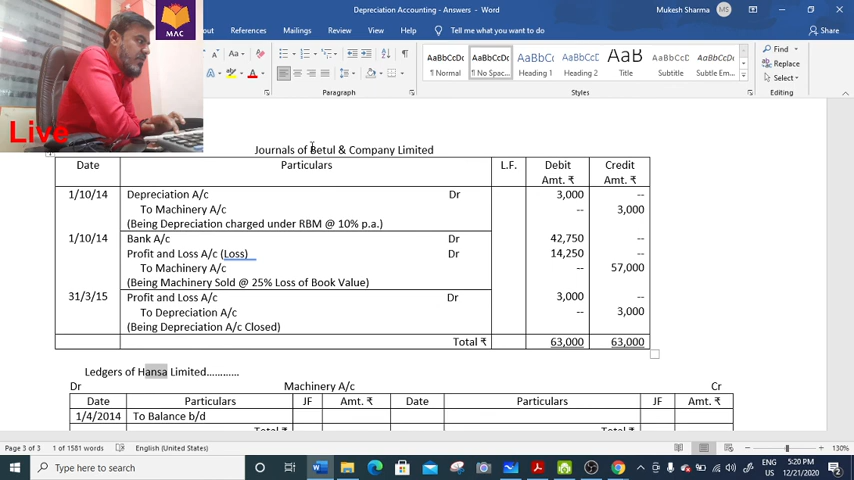 Depreciation Accounting - Answers - Word
Mukesh Sharma
MS
MAC
Live
out
References
Mailings
Review
View
Help
Tell me what you want to do
Share
Aa
A
AaBbCcDc
¶ Normal
AaBbCcDc
¶ No Spac...
AaBbCc
Heading 1
AaBbCcC
Heading 2
AaB
Title
AaBbCcD
Subtitle
AaBbCcDc
Subtle Em...
Find
Replace
Select
Paragraph
Styles
Editing
Journals of Betul & Company Limited
Date Particulars L.F. Debit Amt. ₹ Credit Amt. ₹
1/10/14 Depreciation A/c Dr 3,000 --
To Machinery A/c -- 3,000
(Being Depreciation charged under RBM @ 10% p.a.)
1/10/14 Bank A/c Dr 42,750 --
Profit and Loss A/c (Loss) Dr 14,250 --
To Machinery A/c -- 57,000
(Being Machinery Sold @ 25% Loss of Book Value)
31/3/15 Profit and Loss A/c Dr 3,000 --
To Depreciation A/c -- 3,000
(Being Depreciation A/c Closed)
Total ₹ 63,000 63,000
Ledgers of Hansa Limited............
Dr Machinery A/c Cr
Date Particulars JF Amt. ₹ Date Particulars JF Amt. ₹
1/4/2014 To Balance b/d
Page 3 of 3
1 of 1581 words
English (United States)
130%
Type here to search
ENG
US
5:20 PM
12/21/2020
2